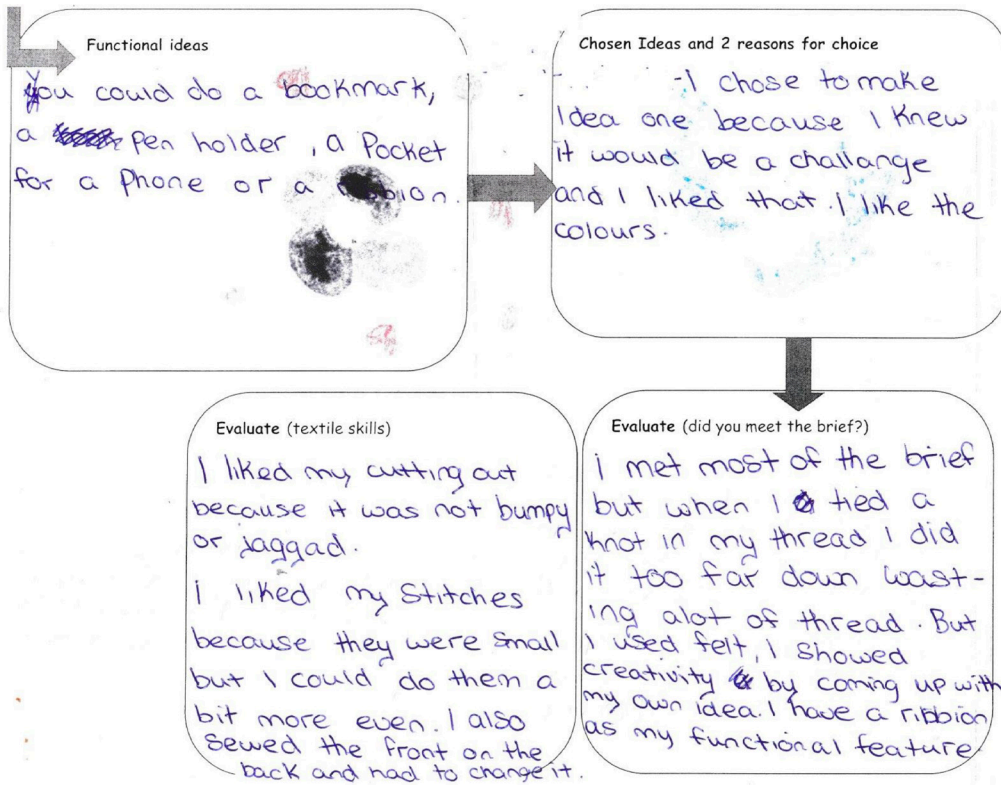 Functional ideas
You could do a bookmark,
a pen holder, a Pocket
for a Phone or a
Chosen Ideas and 2 reasons for choice
-I chose to make
Idea one because I knew
it would be a challange
and I liked that. I like the
colours.
Evaluate (textile skills)
I liked my cutting out
because it was not bumpy
or jaggad.
i liked my Stitches
because they were small
but I could do them a
bit more even. I also
sewed the front on the
back and had to change it.
Evaluate (did you meet the brief?)
i met most of the brief
but when I tied a
knot in my thread I did
it too far down wast-
ing alot of thread. But
I used felt, I showed
creativity by coming up with
my own idea. I have a ribbion
as my functional feature